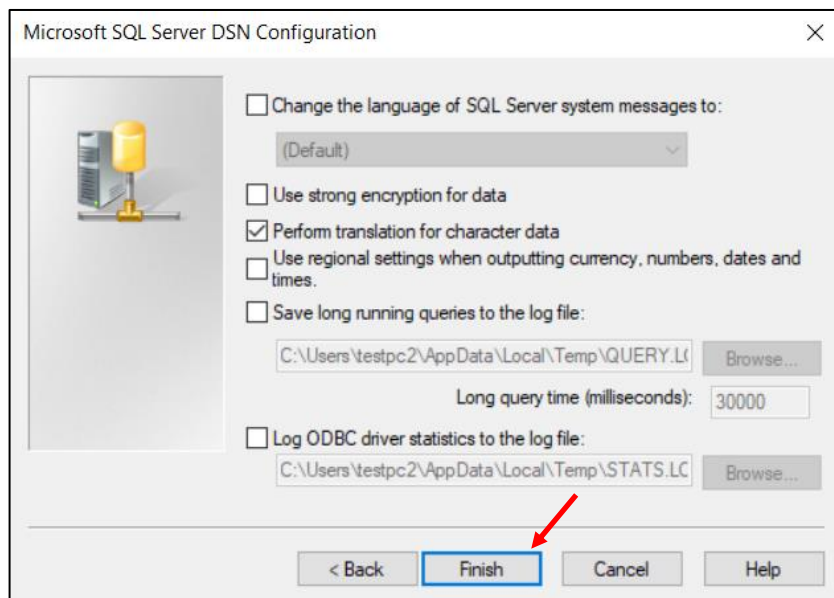 Microsoft SQL Server DSN Configuration
Change the language of SQL Server system messages to:
(Default)
Use strong encryption for data
Perform translation for character data
Use regional settings when outputting currency, numbers, dates and
times.
Save long running queries to the log file:
C:\Users\testpc2\AppData\Local\Temp\QUERY.L( Browse...
Long query time (milliseconds): 30000
Log ODBC driver statistics to the log file:
C:\Users\testpc2\AppData\Local\Temp\STATS.LC Browse...
< Back Finish Cancel Help